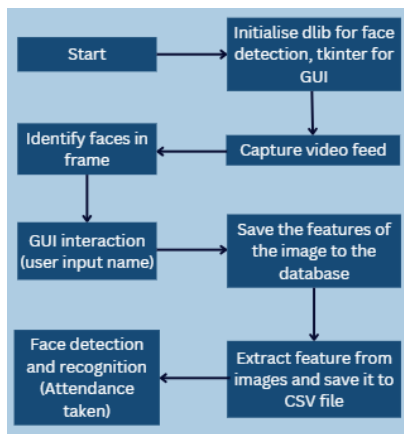 Start
Initialise dlib for face
detection, tkinter for
GUI
Capture video feed
Identify faces in
frame
GUI interaction
(user input name)
Save the features of
the image to the
database
Extract feature from
images and save it to
CSV file
Face detection
and recognition
(Attendance
taken)